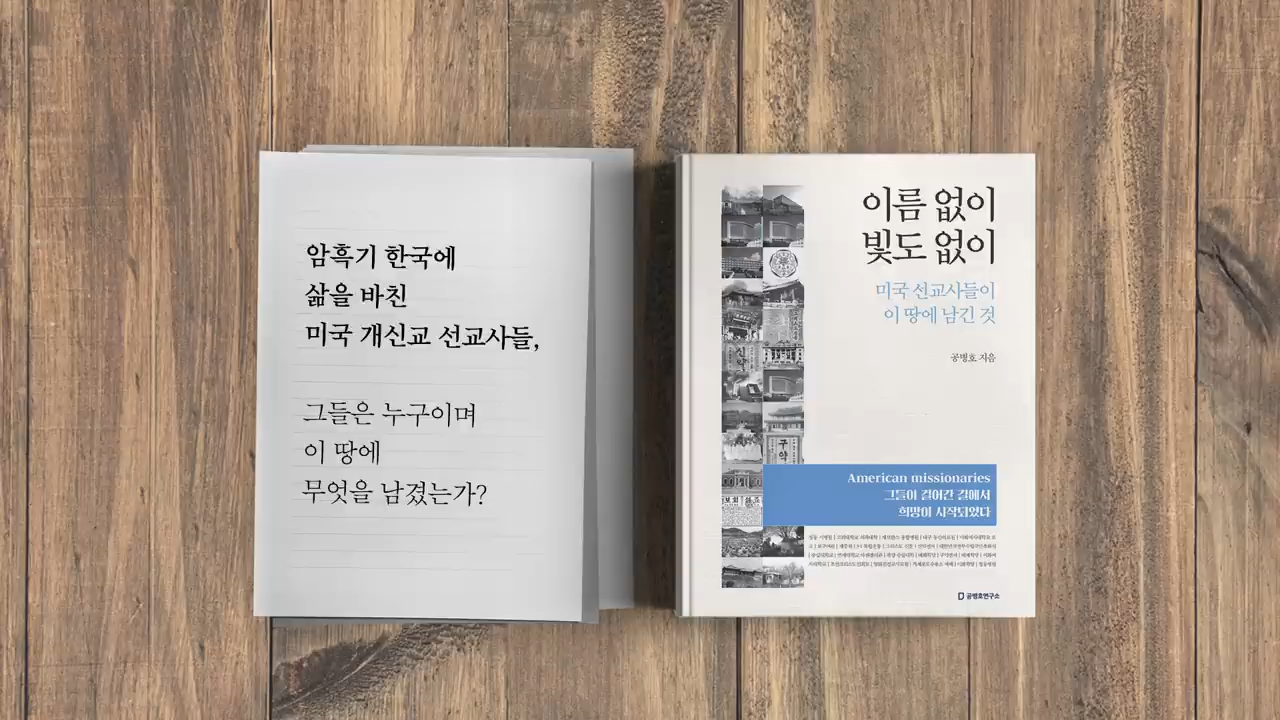 암흑기 한국에
삶을 바친
미국 개신교 선교사들,
그들은 누구이며
이 땅에
무엇을 남겼는가?
이름 없이
빛도 없이
미국 선교사들이
이 땅에 남긴 것
공병호 지음
구약
American missionaries
그들이 걸어간 길에서
희망이 시작되었다
공병호연구소